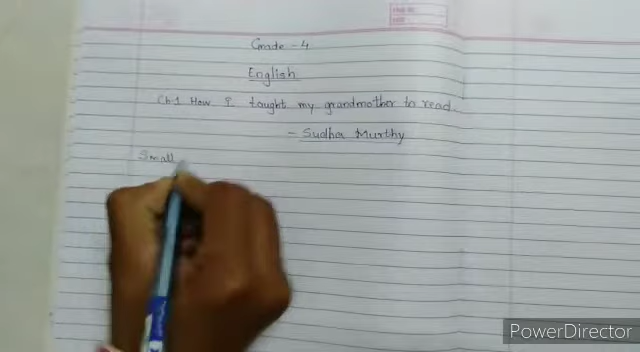 Grade - 4
English
Ch:1 How I taught my grandmother to read
- Sudha Murthy
Small
PowerDirector